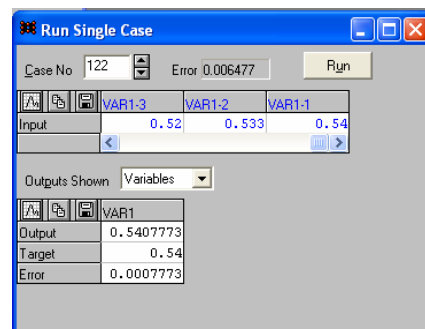 Run Single Case
Case No 122 Error 0.006477 Run
VAR1-3 VAR1-2 VAR1-1
Input 0.52 0.533 0.54
Outputs Shown Variables
VAR1
Output 0.5407773
Target 0.54
Error 0.0007773